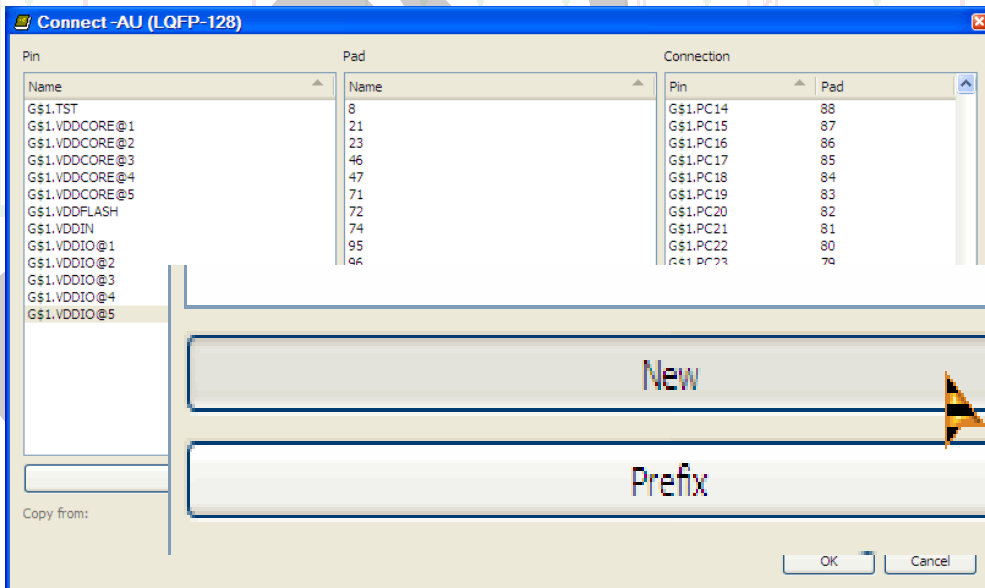 Connect -AU (LQFP-128)
Pin Pad Connection
Name Name Pin Pad
G$1.TST 8 G$1.PC14 88
G$1.VDDCORE@1 21 G$1.PC15 87
G$1.VDDCORE@2 23 G$1.PC16 86
G$1.VDDCORE@3 46 G$1.PC17 85
G$1.VDDCORE@4 47 G$1.PC18 84
G$1.VDDCORE@5 71 G$1.PC19 83
G$1.VDDFLASH 72 G$1.PC20 82
G$1.VDDIN 74 G$1.PC21 81
G$1.VDDIO@1 95 G$1.PC22 80
G$1.VDDIO@2 96 G$1.PC23 79
G$1.VDDIO@3
G$1.VDDIO@4
G$1.VDDIO@5
New
Prefix
Copy from:
OK Cancel